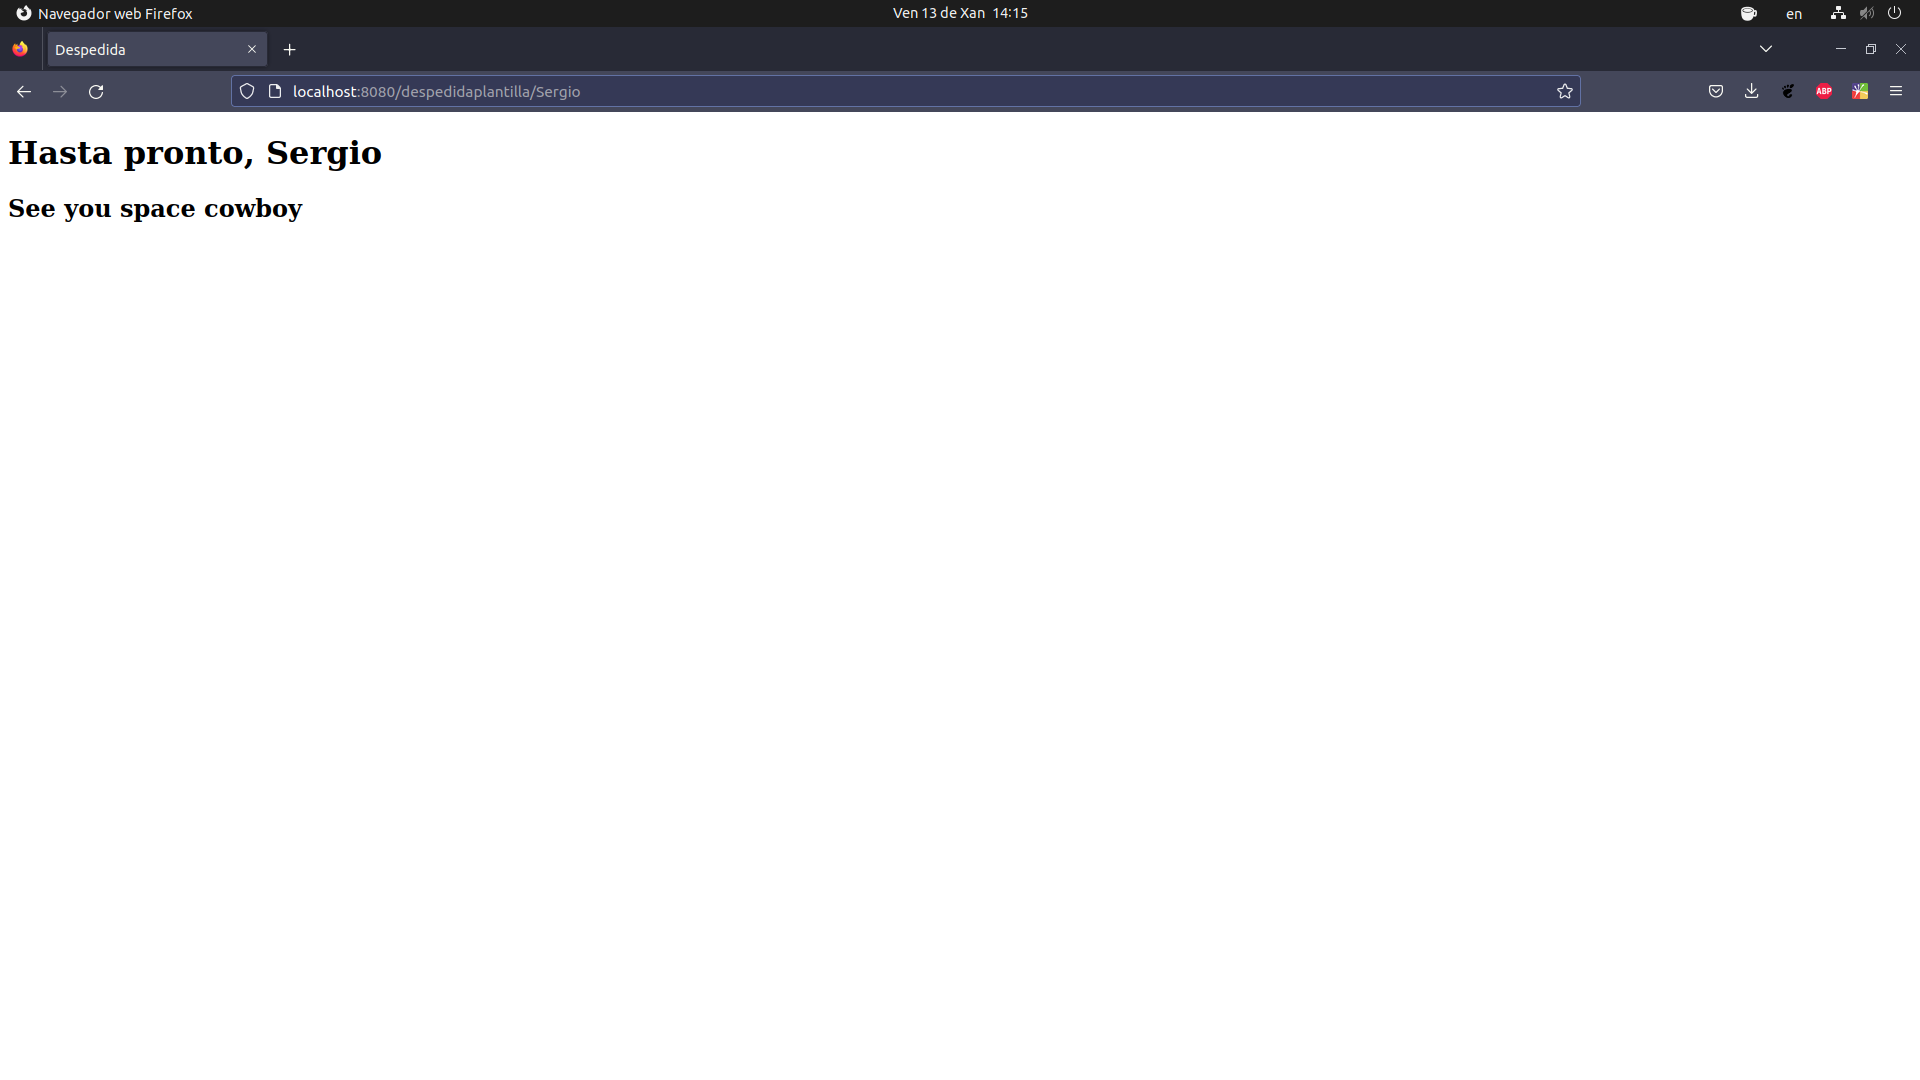 Navegador web Firefox
Ven 13 de Xan 14:15
en
Despedida
localhost:8080/despedidaplantilla/Sergio
ABP
Hasta pronto, Sergio
See you space cowboy